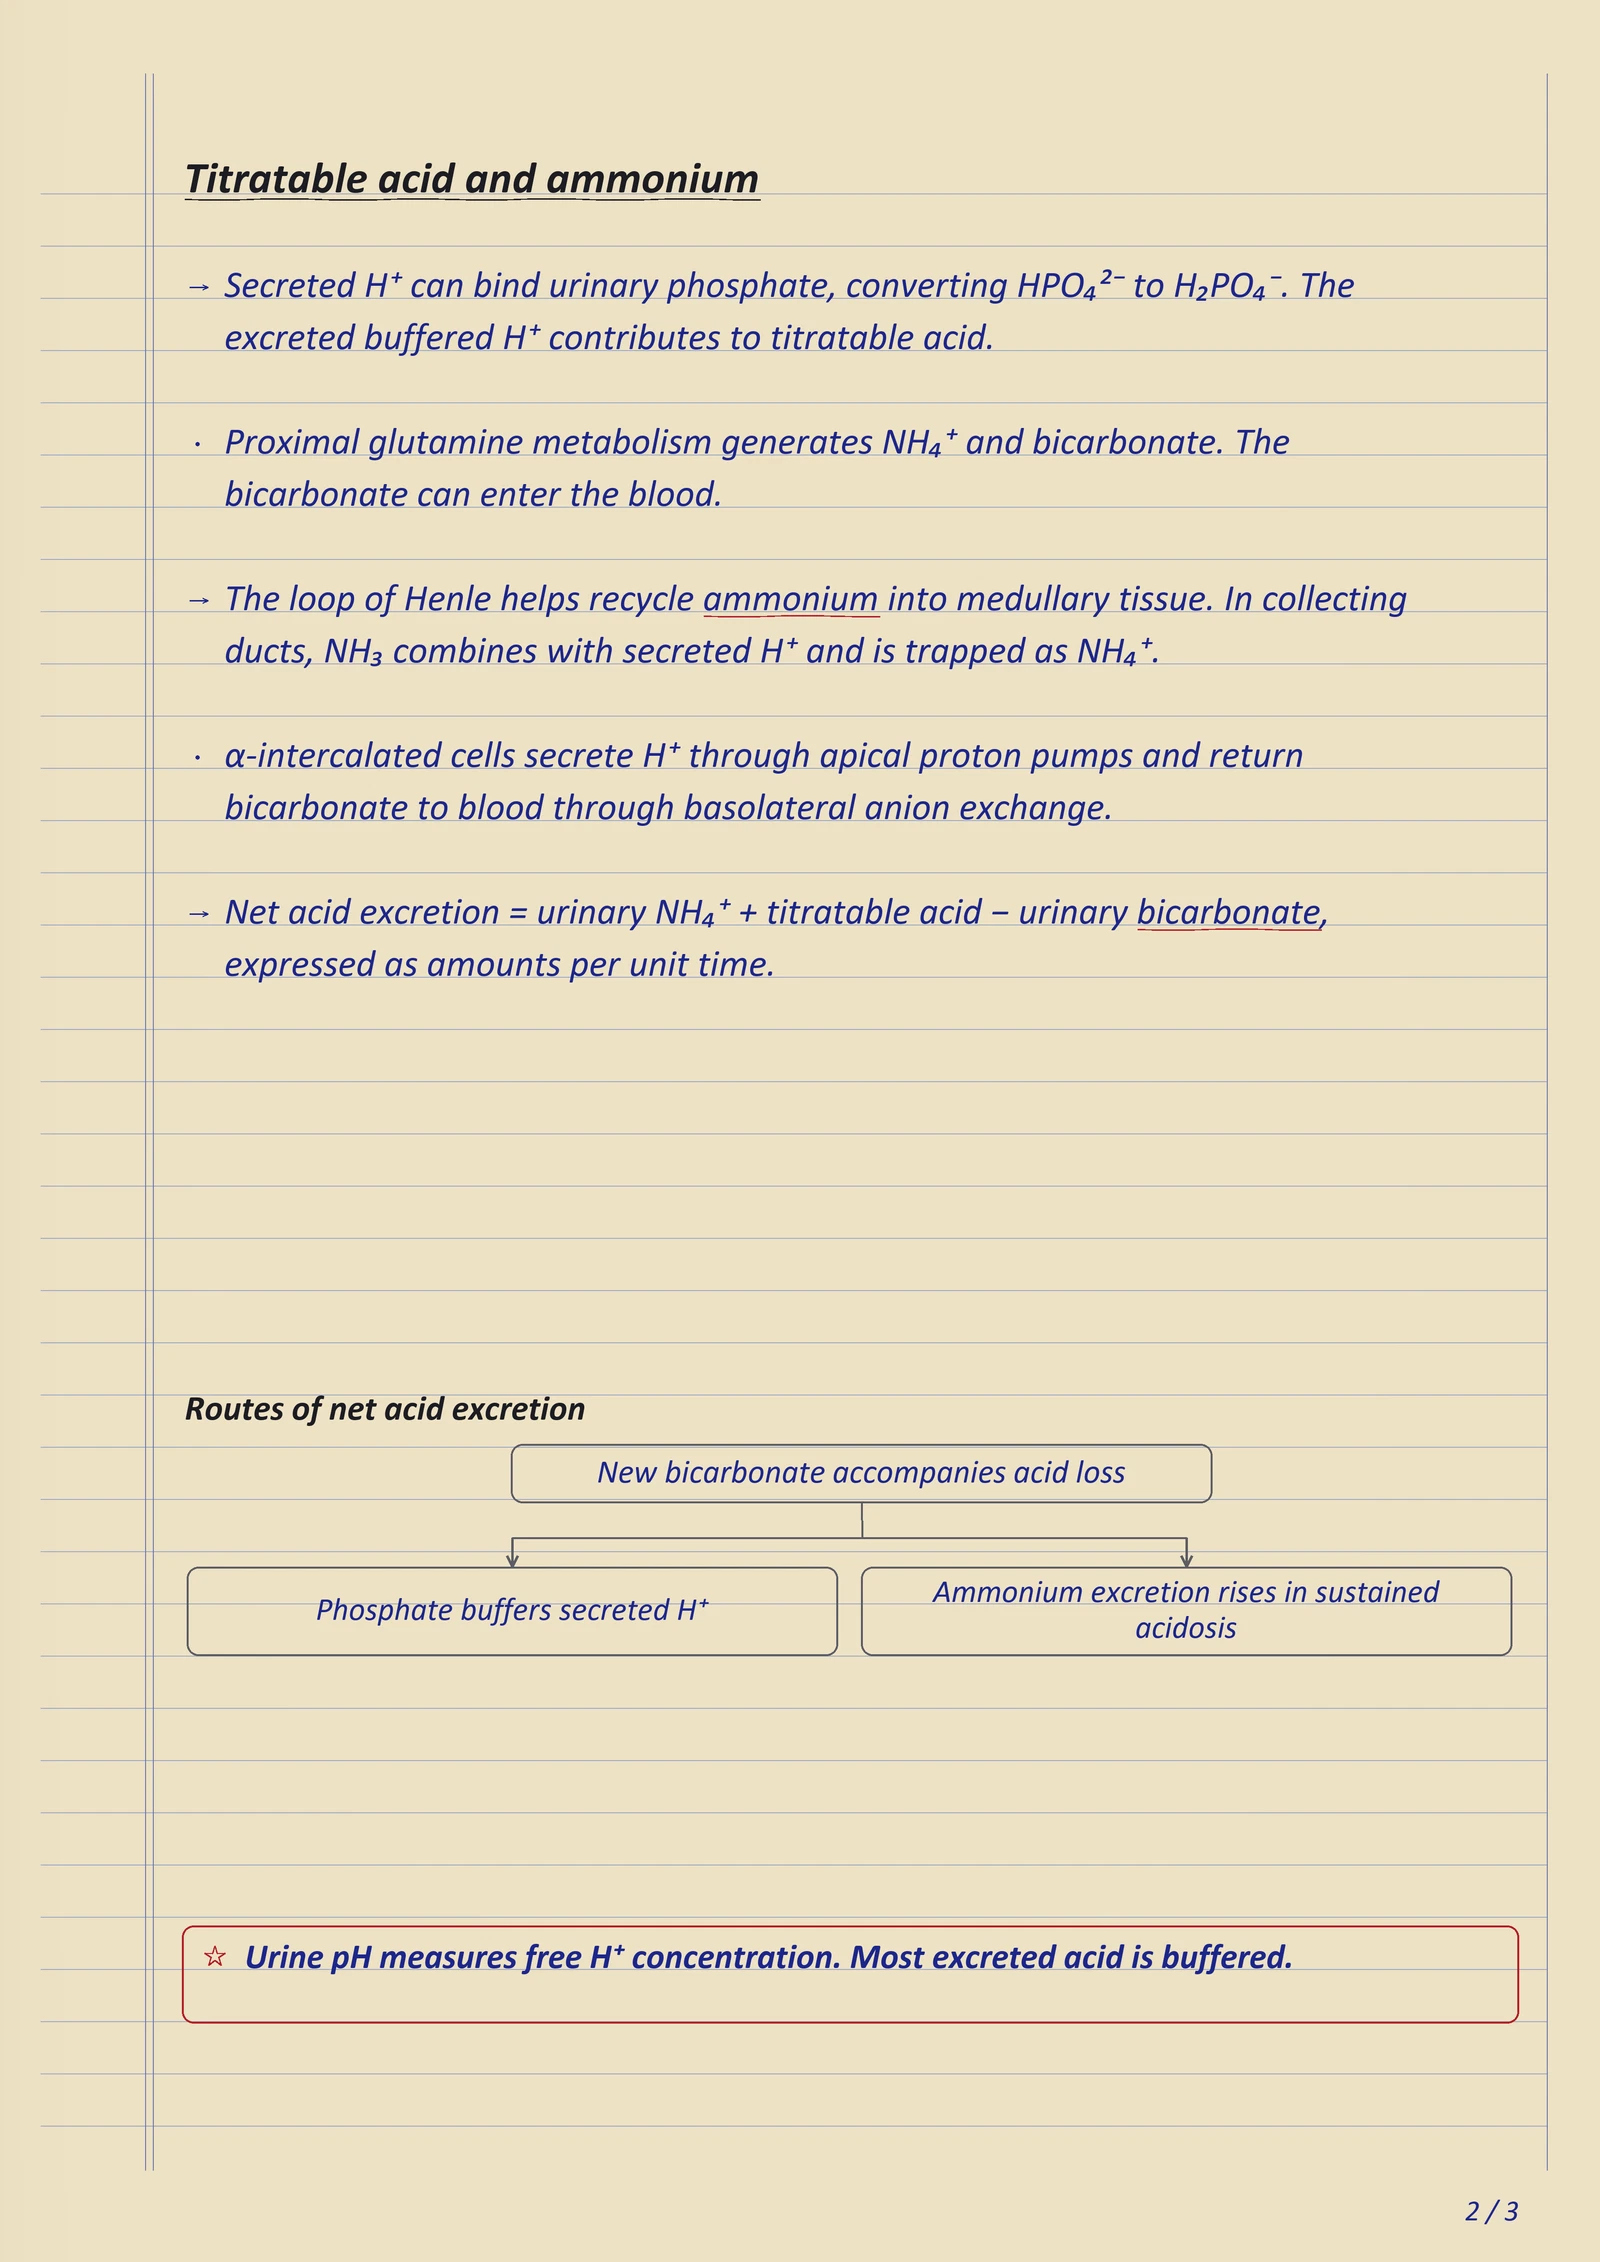 Titratable acid and ammonium
→ Secreted H⁺ can bind urinary phosphate, converting HPO₄²⁻ to H₂PO₄⁻. The
excreted buffered H⁺ contributes to titratable acid.
· Proximal glutamine metabolism generates NH₄⁺ and bicarbonate. The
bicarbonate can enter the blood.
→ The loop of Henle helps recycle ammonium into medullary tissue. In collecting
ducts, NH₃ combines with secreted H⁺ and is trapped as NH₄⁺.
· α-intercalated cells secrete H⁺ through apical proton pumps and return
bicarbonate to blood through basolateral anion exchange.
→ Net acid excretion = urinary NH₄⁺ + titratable acid − urinary bicarbonate,
expressed as amounts per unit time.
Routes of net acid excretion
New bicarbonate accompanies acid loss
Phosphate buffers secreted H⁺
Ammonium excretion rises in sustained
acidosis
☆ Urine pH measures free H⁺ concentration. Most excreted acid is buffered.
2 / 3